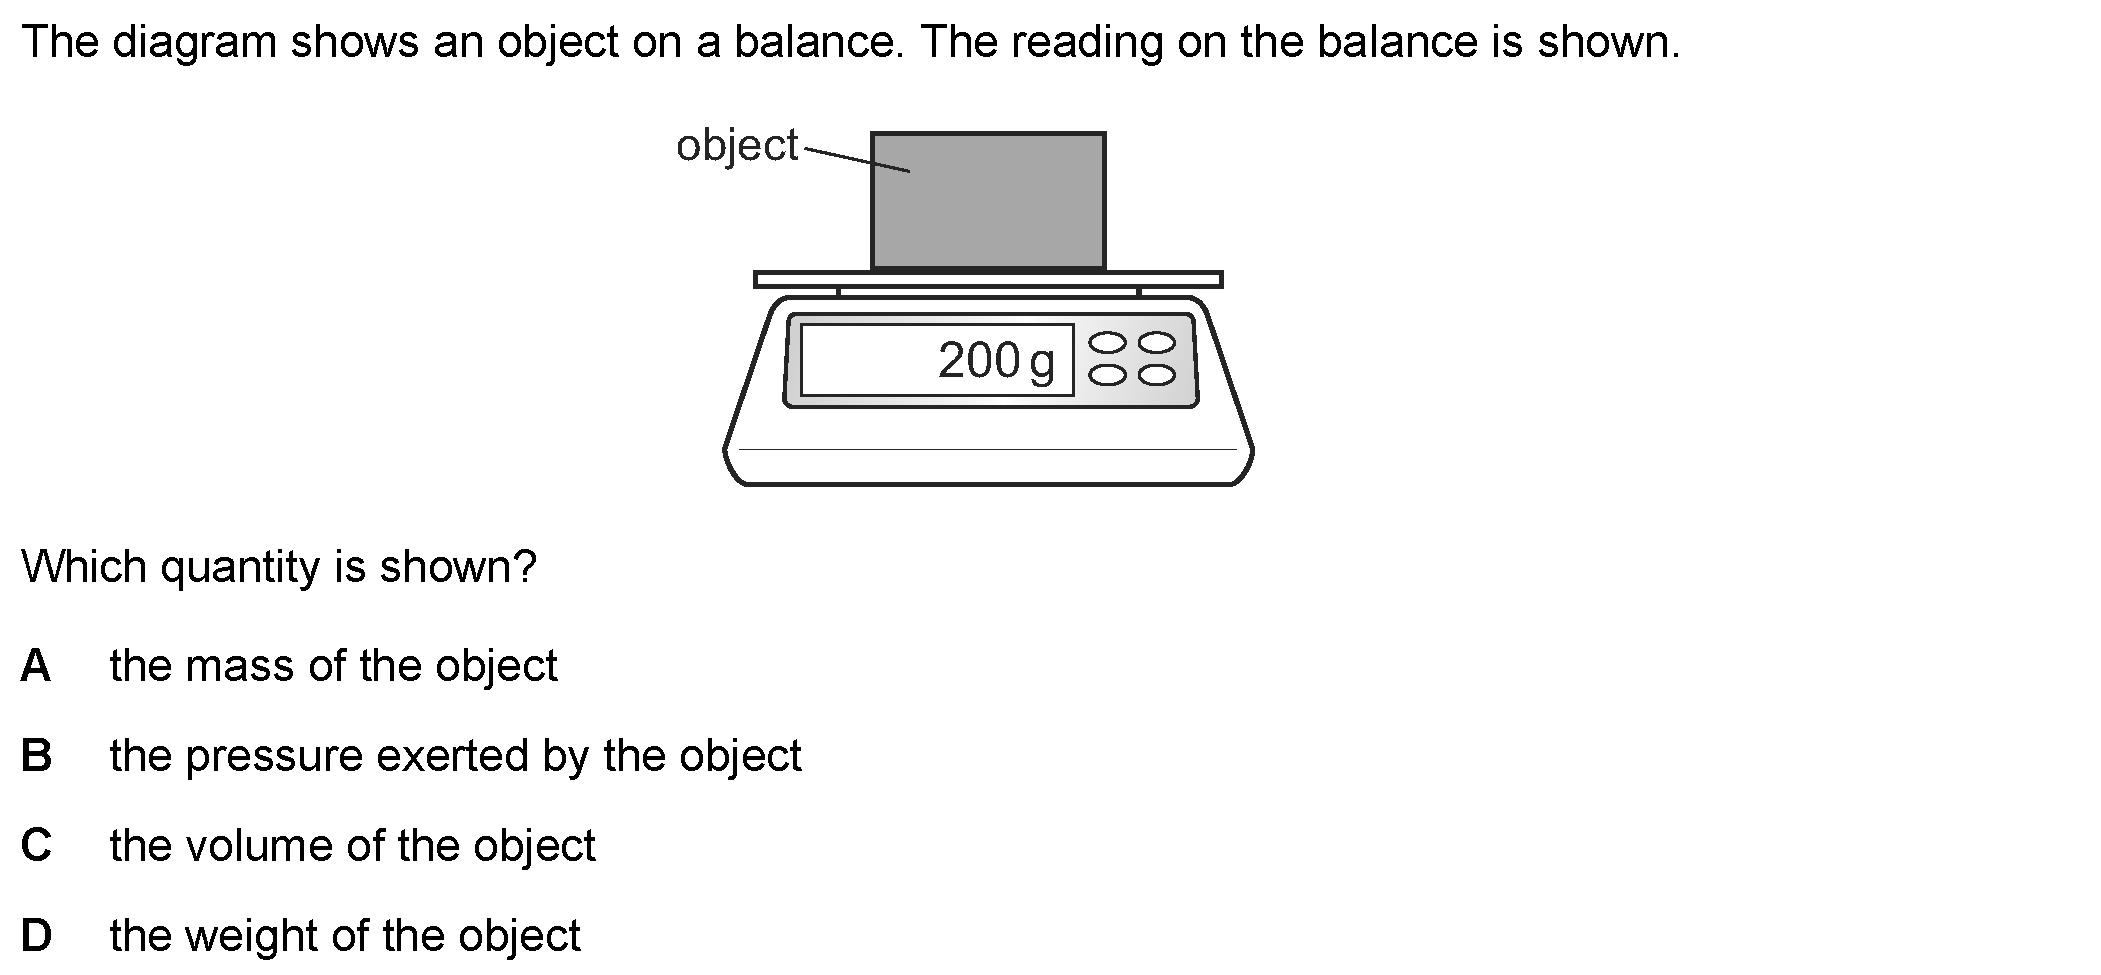 The diagram shows an object on a balance. The reading on the balance is shown.
object
200 g
Which quantity is shown?
A the mass of the object
B the pressure exerted by the object
C the volume of the object
D the weight of the object